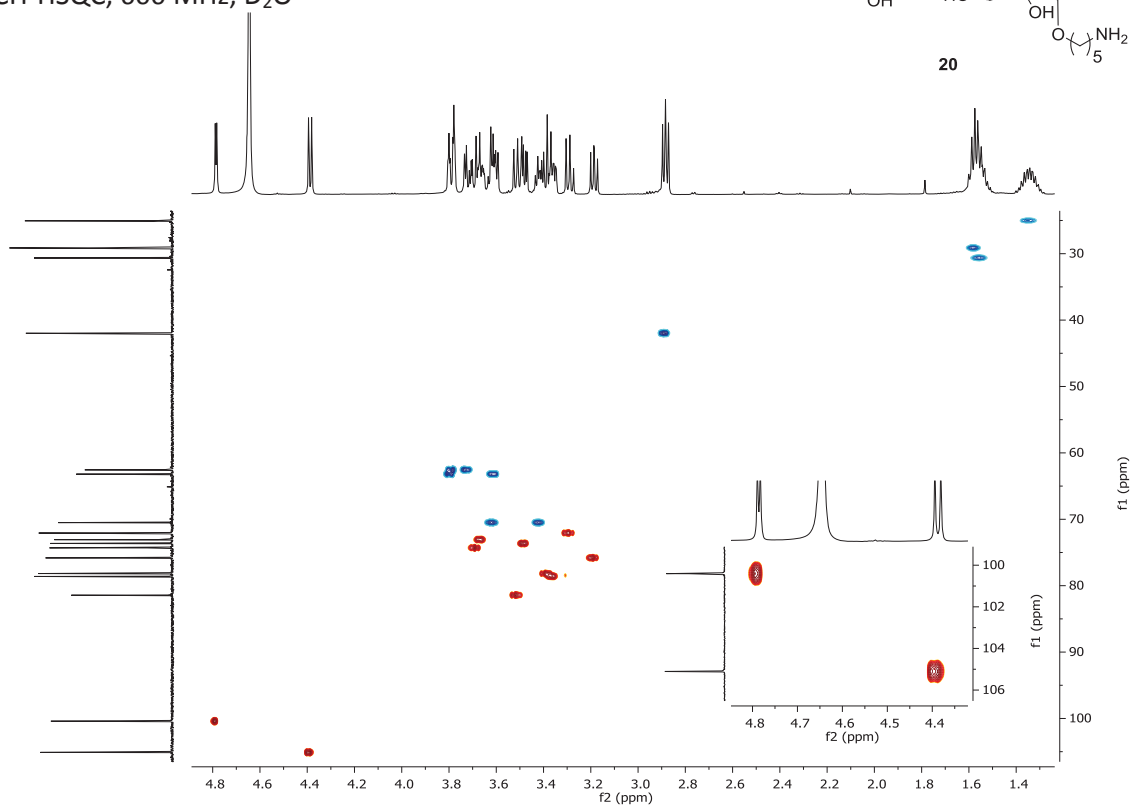 HSQC, 600 MHz, D₂O
OH
OH
O
NH₂
5
20
30
40
50
60
70
80
90
100
f1 (ppm)
100
102
104
106
f1 (ppm)
4.8 4.7 4.6 4.5 4.4
f2 (ppm)
4.8 4.6 4.4 4.2 4.0 3.8 3.6 3.4 3.2 3.0 2.8 2.6 2.4 2.2 2.0 1.8 1.6 1.4
f2 (ppm)